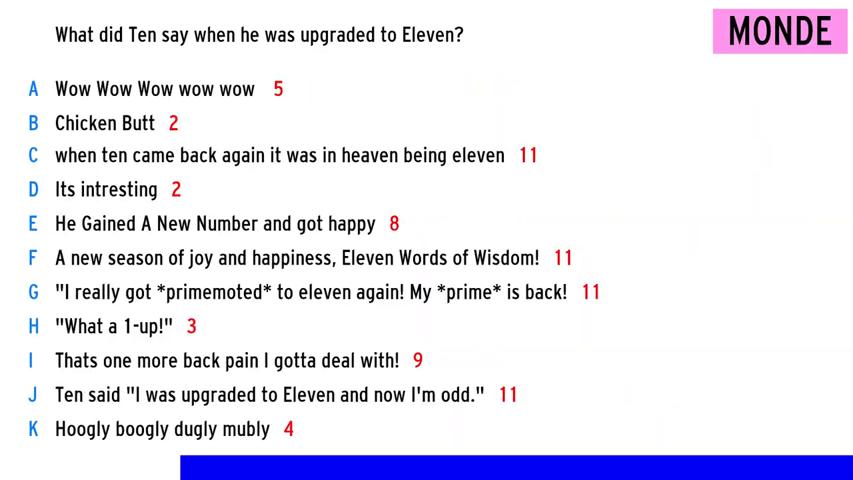 What did Ten say when he was upgraded to Eleven?
MONDE
A Wow Wow Wow wow wow 5
B Chicken Butt 2
C when ten came back again it was in heaven being eleven 11
D Its intresting 2
E He Gained A New Number and got happy 8
F A new season of joy and happiness, Eleven Words of Wisdom! 11
G "I really got *primemoted* to eleven again! My *prime* is back! 11
H "What a 1-up!" 3
I Thats one more back pain I gotta deal with! 9
J Ten said "I was upgraded to Eleven and now I'm odd." 11
K Hoogly boogly dugly mubly 4